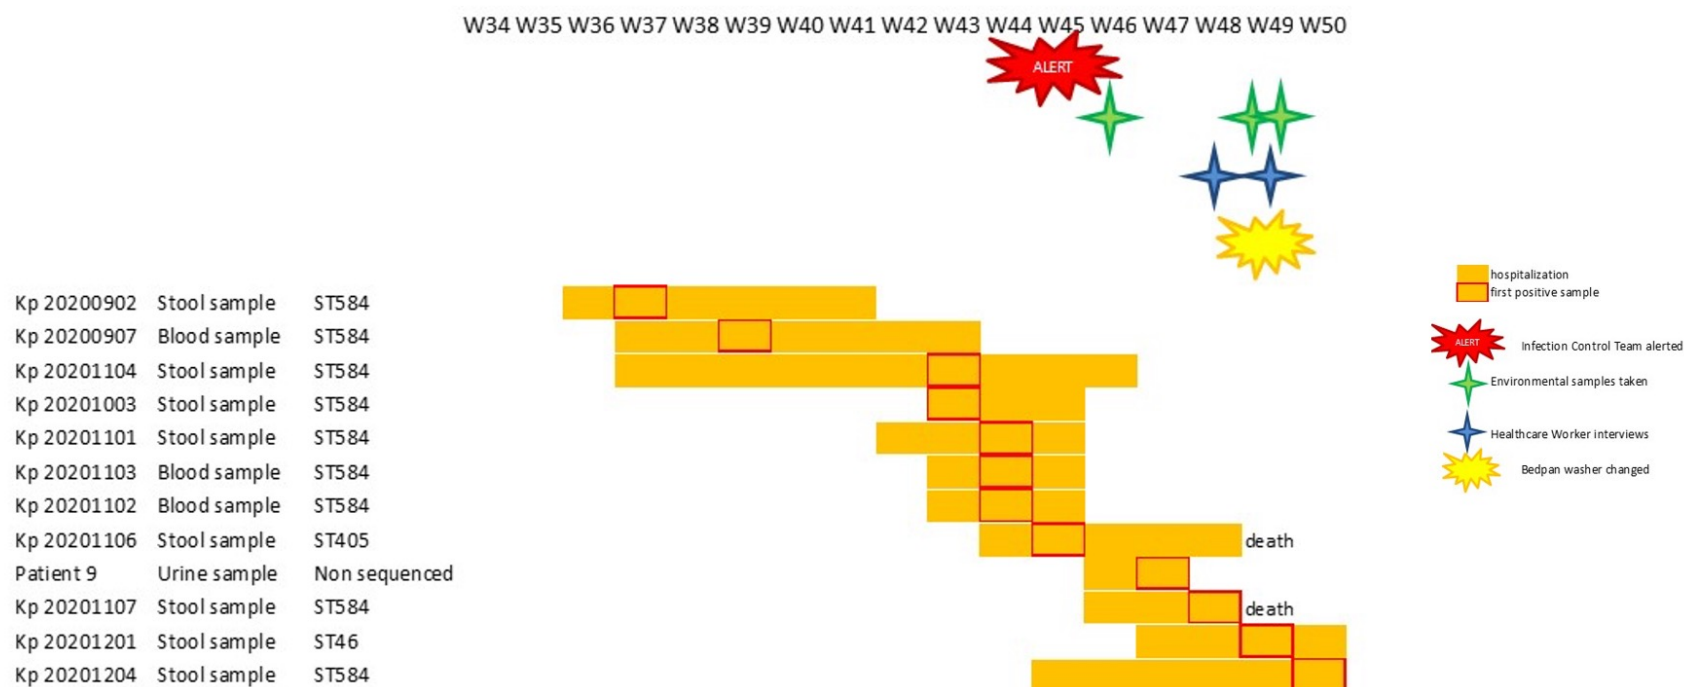 W34 W35 W36 W37 W38 W39 W40 W41 W42 W43 W44 W45 W46 W47 W48 W49 W50
ALERT
hospitalization
first positive sample
ALERT Infection Control Team alerted
Environmental samples taken
Healthcare Worker interviews
Bedpan washer changed
Kp 20200902 Stool sample ST584
Kp 20200907 Blood sample ST584
Kp 20201104 Stool sample ST584
Kp 20201003 Stool sample ST584
Kp 20201101 Stool sample ST584
Kp 20201103 Blood sample ST584
Kp 20201102 Blood sample ST584
Kp 20201106 Stool sample ST405 death
Patient 9 Urine sample Non sequenced
Kp 20201107 Stool sample ST584 death
Kp 20201201 Stool sample ST46
Kp 20201204 Stool sample ST584